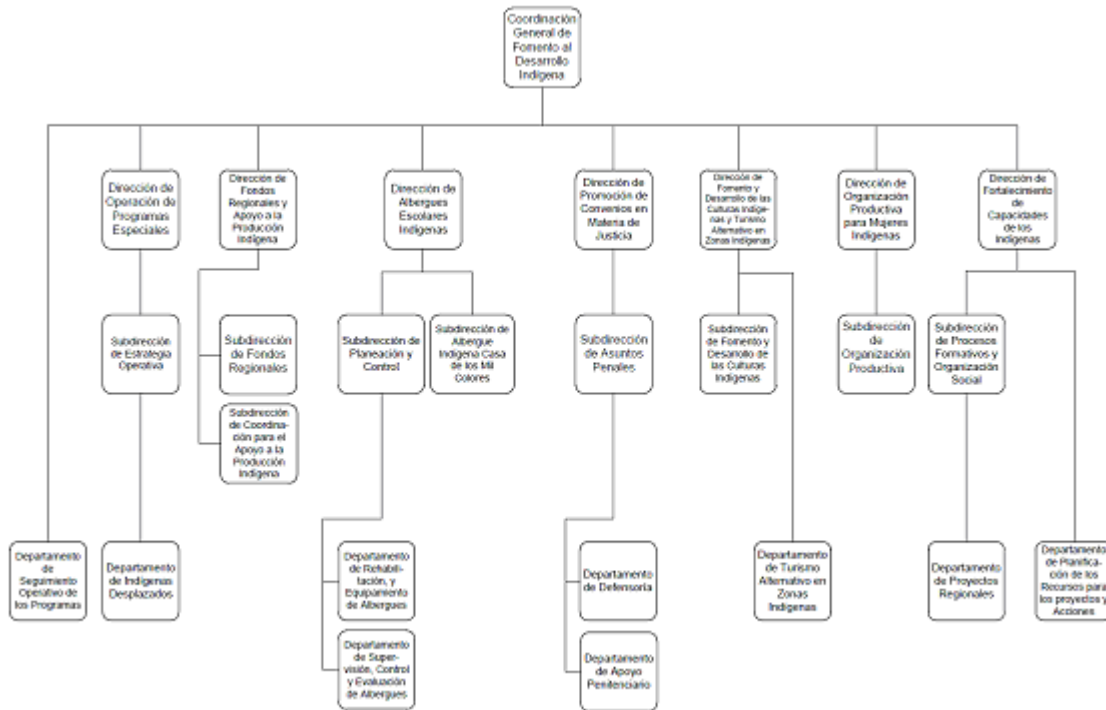 Coordinación
General de
Fomento al
Desarrollo
Indígena
Dirección de
Operación de
Programas
Especiales
Dirección de
Fondos
Regionales y
Apoyo a la
Producción
Indígena
Dirección de
Albergues
Escolares
Indígenas
Dirección de
Promoción de
Convenios en
Materia de
Justicia
Dirección de
Fomento y
Desarrollo de las
Culturas Indíge-
nas y Turismo
Alternativo en
Zonas Indígenas
Dirección de
Organización
Productiva
para Mujeres
Indígenas
Dirección de
Fortalecimiento
de
Capacidades
de los
Indígenas
Subdirección
de Estrategia
Operativa
Subdirección
de Fondos
Regionales
Subdirección
de Planeación y
Control
Subdirección de
Albergue
Indígena Casa
de los Mil
Colores
Subdirección
de Asuntos
Penales
Subdirección
de Fomento y
Desarrollo de
las Culturas
Indígenas
Subdirección
de
Organización
Productiva
Subdirección
de Procesos
Formativos y
Organización
Social
Subdirección
de Coordina-
ción para el
Apoyo a la
Producción
Indígena
Departamento
de
Seguimiento
Operativo de
los Programas
Departamento
de Indígenas
Desplazados
Departamento
de Rehabili-
tación, y
Equipamiento
de Albergues
Departamento
de Defensoría
Departamento
de Turismo
Alternativo en
Zonas
Indígenas
Departamento
de Proyectos
Regionales
Departamento
de Planifica-
ción de los
Recursos para
los proyectos y
Acciones
Departamento
de Super-
visión, Control
y Evaluación
de Albergues
Departamento
de Apoyo
Penitenciario